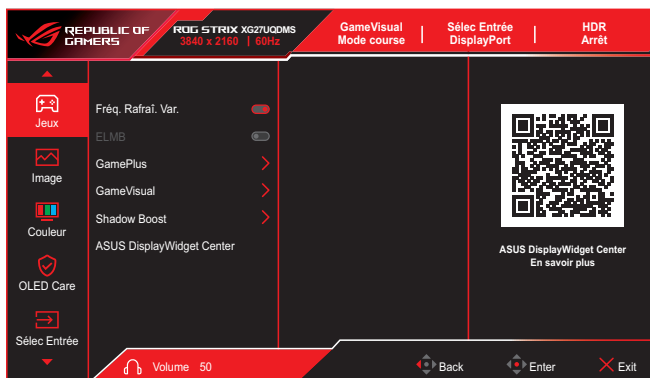 REPUBLIC OF
GAMERS
ROG STRIX XG27UQDMS
3840 x 2160 | 60Hz
GameVisual
Mode course
Sélec Entrée
DisplayPort
HDR
Arrêt
Jeux
Image
Couleur
OLED Care
Sélec Entrée
Fréq. Rafraî. Var.
ELMB
GamePlus
GameVisual
Shadow Boost
ASUS DisplayWidget Center
ASUS DisplayWidget Center
En savoir plus
Volume 50
Back
Enter
Exit